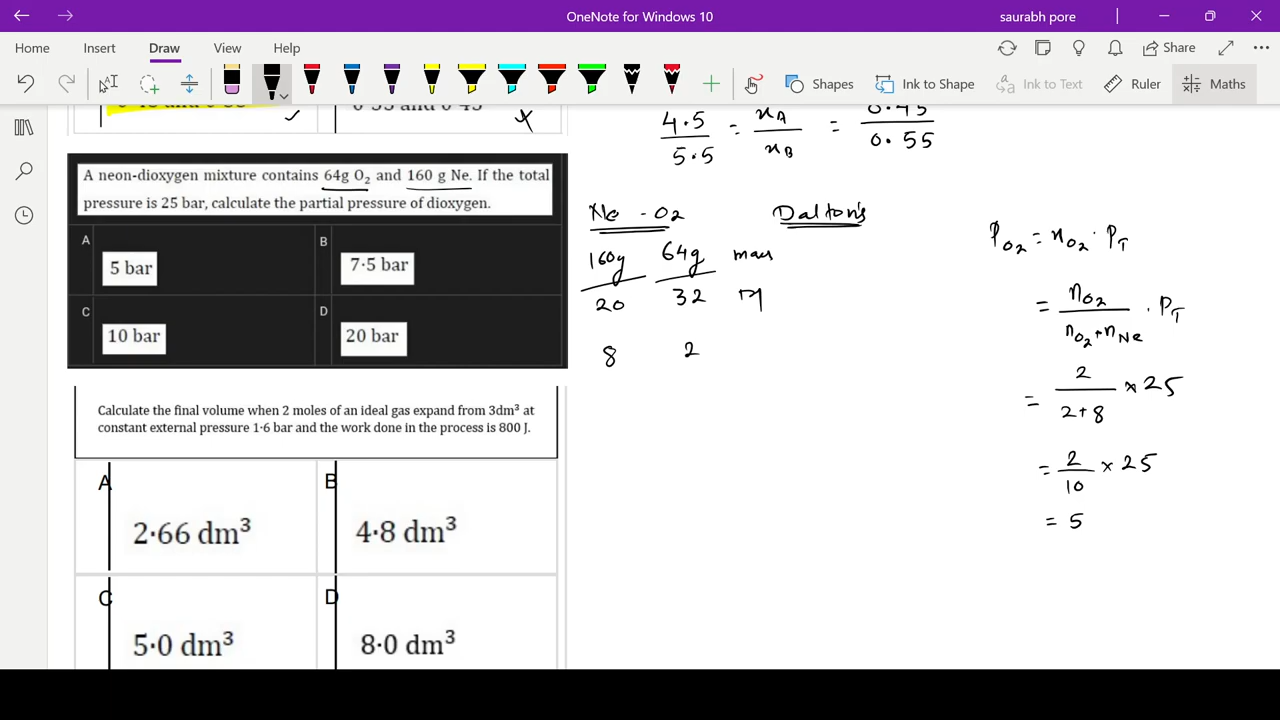 OneNote for Windows 10
saurabh pore
Home Insert Draw View Help
Share
Shapes
Ink to Shape
Ink to Text
Ruler
Maths
A neon-dioxygen mixture contains 64g O₂ and 160 g Ne. If the total
pressure is 25 bar, calculate the partial pressure of dioxygen.
A
5 bar
B
7·5 bar
C
10 bar
D
20 bar
Calculate the final volume when 2 moles of an ideal gas expand from 3dm³ at
constant external pressure 1·6 bar and the work done in the process is 800 J.
A
2·66 dm³
B
4·8 dm³
C
5·0 dm³
D
8·0 dm³
4.5/5.5 = xA/xB = 0.45/0.55
Ne - O2
Dalton's
160g 64g mass
20 32
8 2
PO2 = xO2 · PT
= nO2/(nO2+nNe) · PT
= 2/(2+8) × 25
= 2/10 × 25
= 5